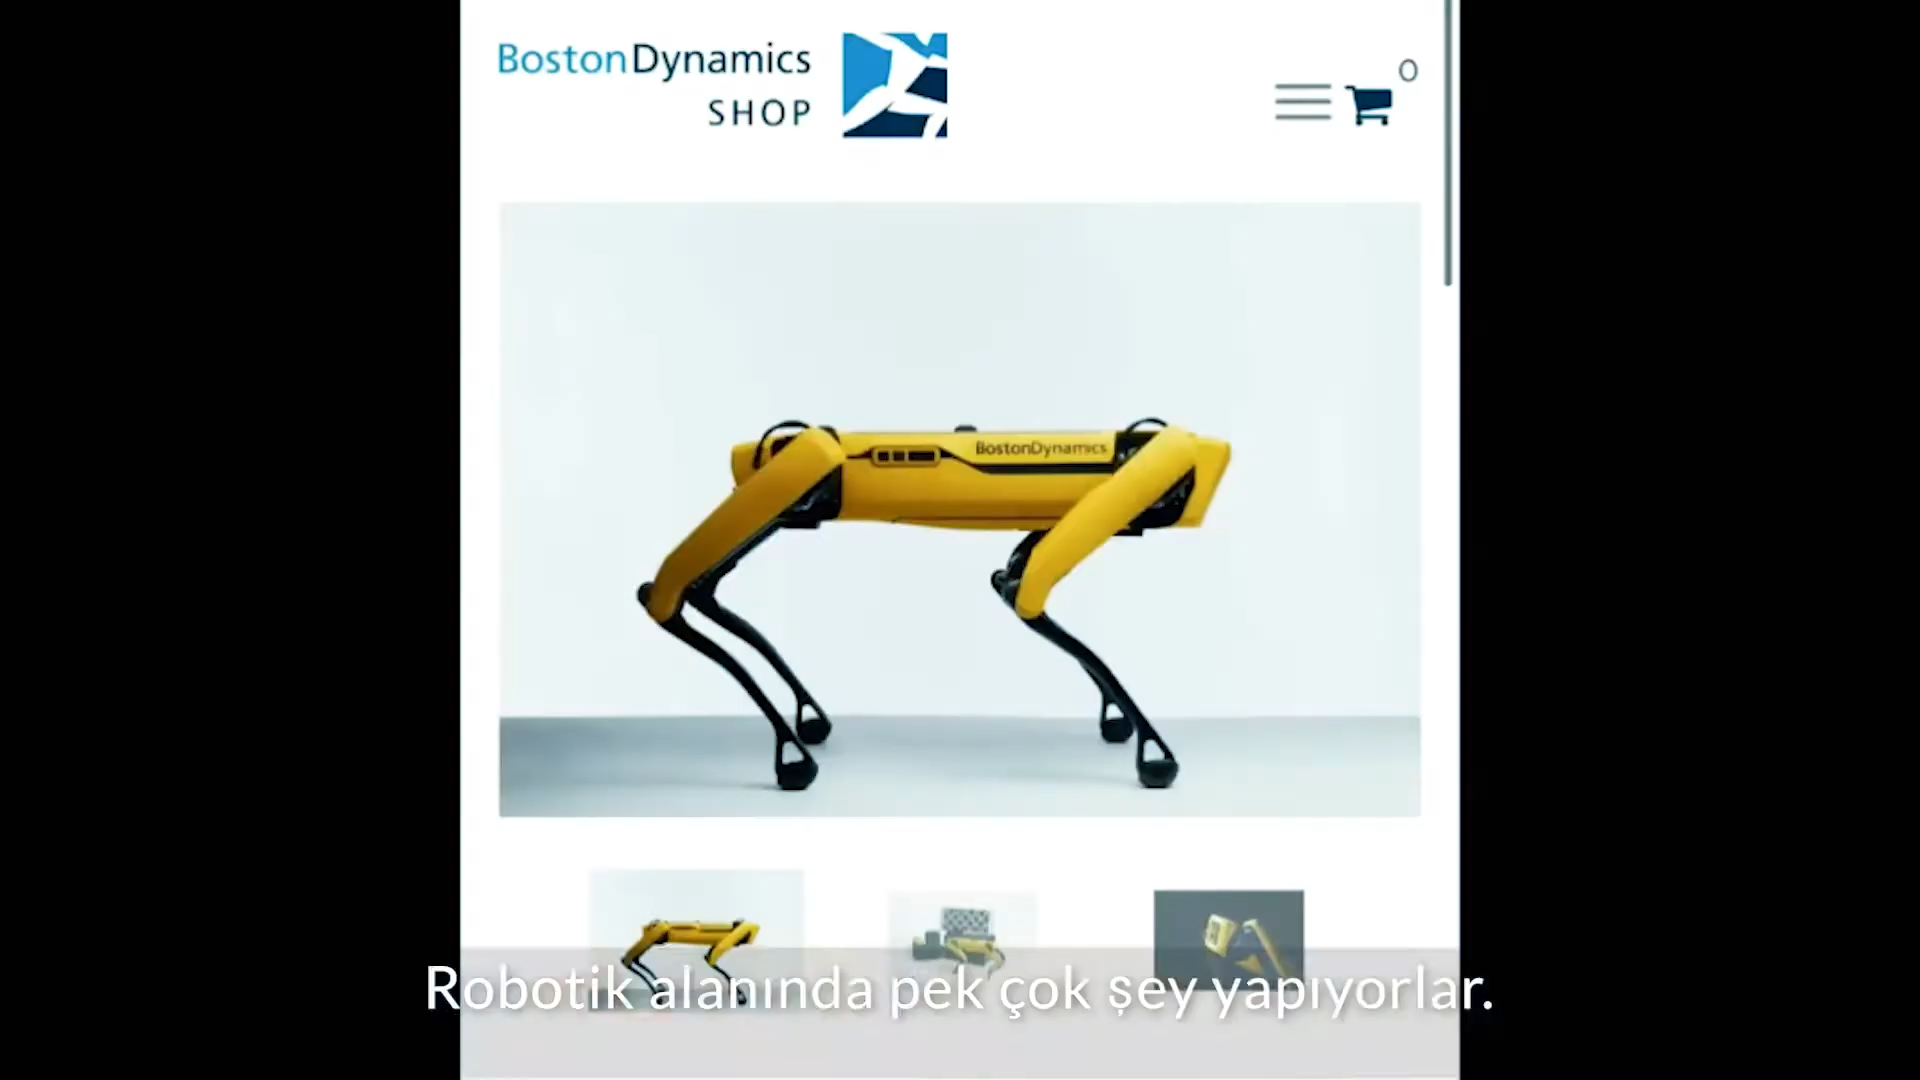 BostonDynamics
SHOP
0
BostonDynamics
Robotik alanında pek çok şey yapıyorlar.